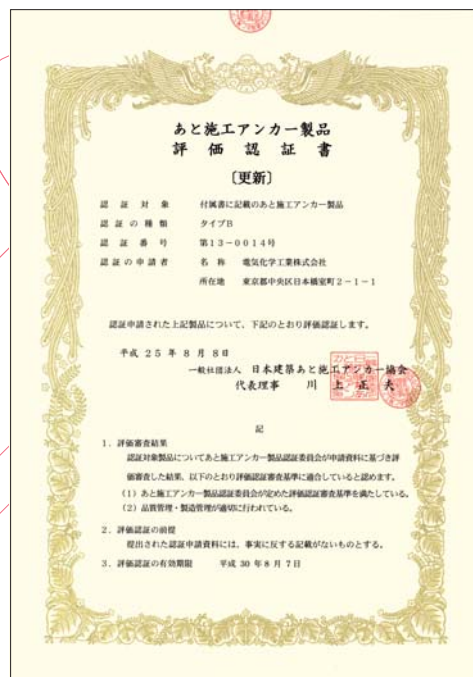 あと施工アンカー製品
評価認証書
〔更新〕
認証対象 付属書に記載のあと施工アンカー製品
認証の種類 タイプB
認証番号 第13-0014号
認証の申請者 名称 電気化学工業株式会社
所在地 東京都中央区日本橋室町2-1-1
認証申請された上記製品について、下記のとおり評価認証します。
平成25年8月8日
一般社団法人 日本建築あと施工アンカー協会
代表理事 川上正夫
記
1．評価審査結果
認証対象製品についてあと施工アンカー製品認証委員会が申請資料に基づき評
価審査した結果、以下のとおり評価認証審査基準に適合していると認めます。
(1) あと施工アンカー製品認証委員会が定めた評価認証審査基準を満たしている。
(2) 品質管理・製造管理が適切に行われている。
2．評価認証の前提
提出された認証申請資料には、事実に反する記載がないものとする。
3．評価認証の有効期限 平成30年8月7日